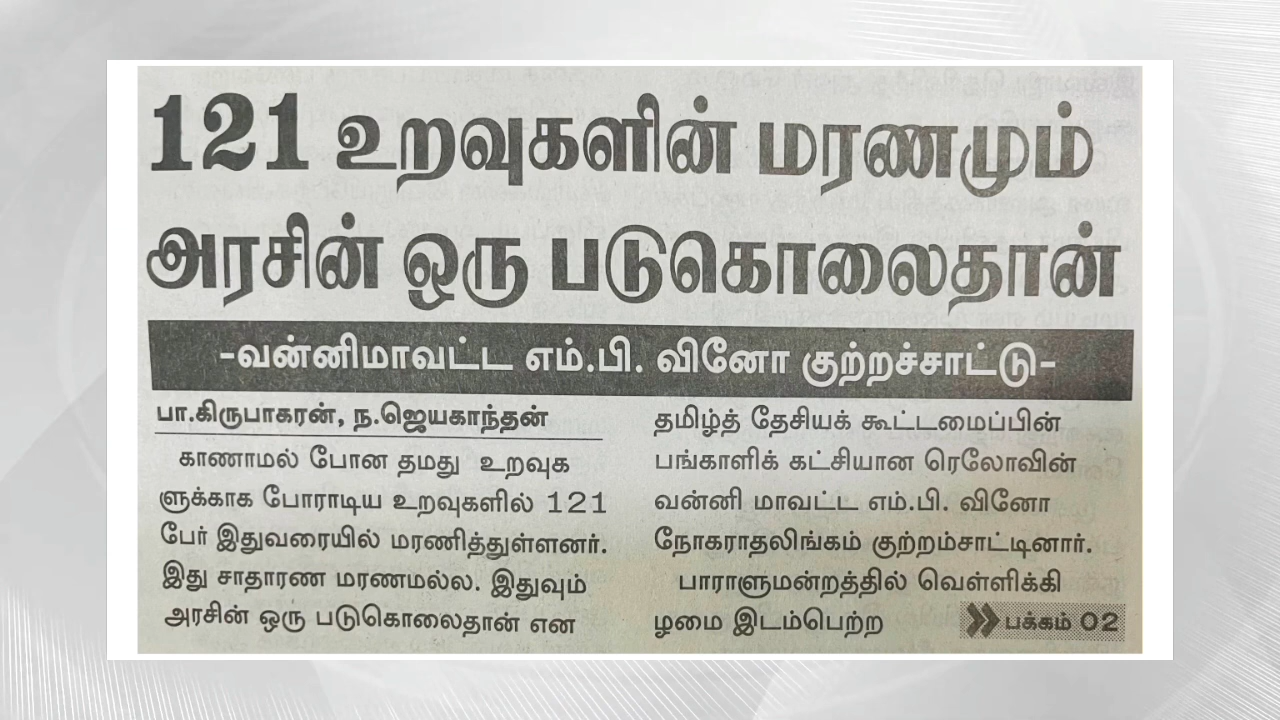 121 உறவுகளின் மரணமும்
அரசின் ஒரு படுகொலைதான்
-வன்னிமாவட்ட எம்.பி. வினோ குற்றச்சாட்டு-
பா.கிருபாகரன், ந.ஜெயகாந்தன்
காணாமல் போன தமது உறவுக
ளுக்காக போராடிய உறவுகளில் 121
பேர் இதுவரையில் மரணித்துள்ளனர்.
இது சாதாரண மரணமல்ல. இதுவும்
அரசின் ஒரு படுகொலைதான் என
தமிழ்த் தேசியக் கூட்டமைப்பின்
பங்காளிக் கட்சியான ரெலோவின்
வன்னி மாவட்ட எம்.பி. வினோ
நோகராதலிங்கம் குற்றம்சாட்டினார்.
பாராளுமன்றத்தில் வெள்ளிக்கி
ழமை இடம்பெற்ற
பக்கம் 02